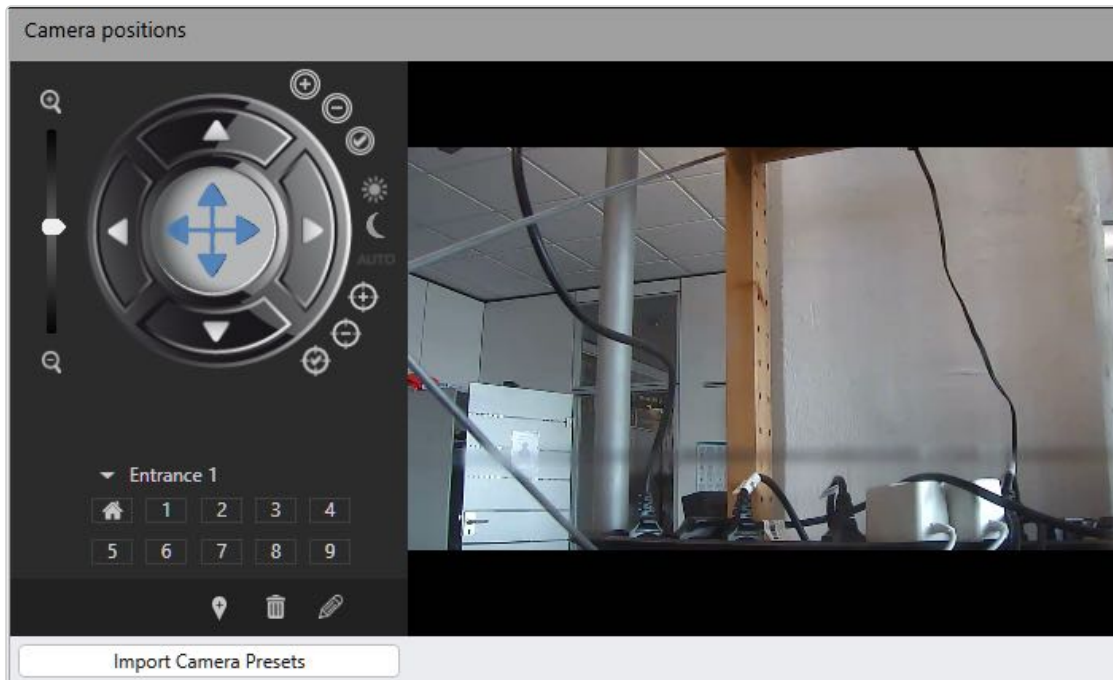 Camera positions
AUTO
Entrance 1
1 2 3 4
5 6 7 8 9
Import Camera Presets